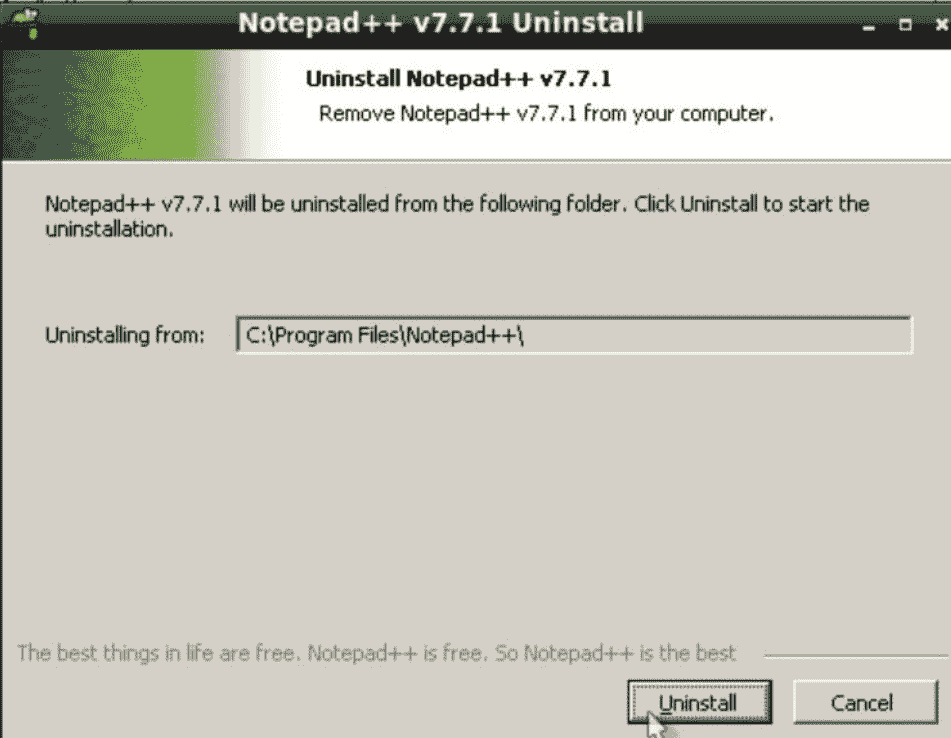 Notepad++ v7.7.1 Uninstall
Uninstall Notepad++ v7.7.1
Remove Notepad++ v7.7.1 from your computer.
Notepad++ v7.7.1 will be uninstalled from the following folder. Click Uninstall to start the
uninstallation.
Uninstalling from: C:\Program Files\Notepad++\
The best things in life are free. Notepad++ is free. So Notepad++ is the best
Uninstall Cancel